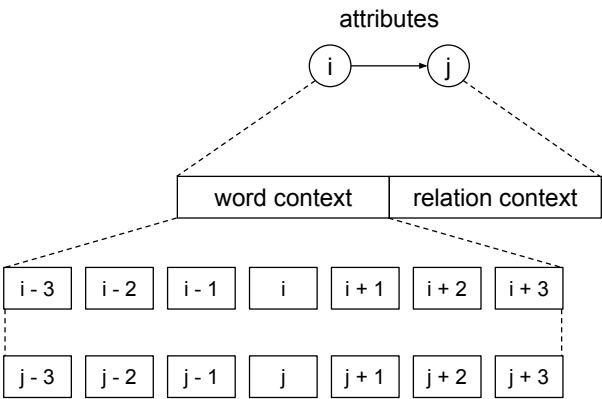 attributes
i j
word context relation context
i - 3 i - 2 i - 1 i i + 1 i + 2 i + 3
j - 3 j - 2 j - 1 j j + 1 j + 2 j + 3